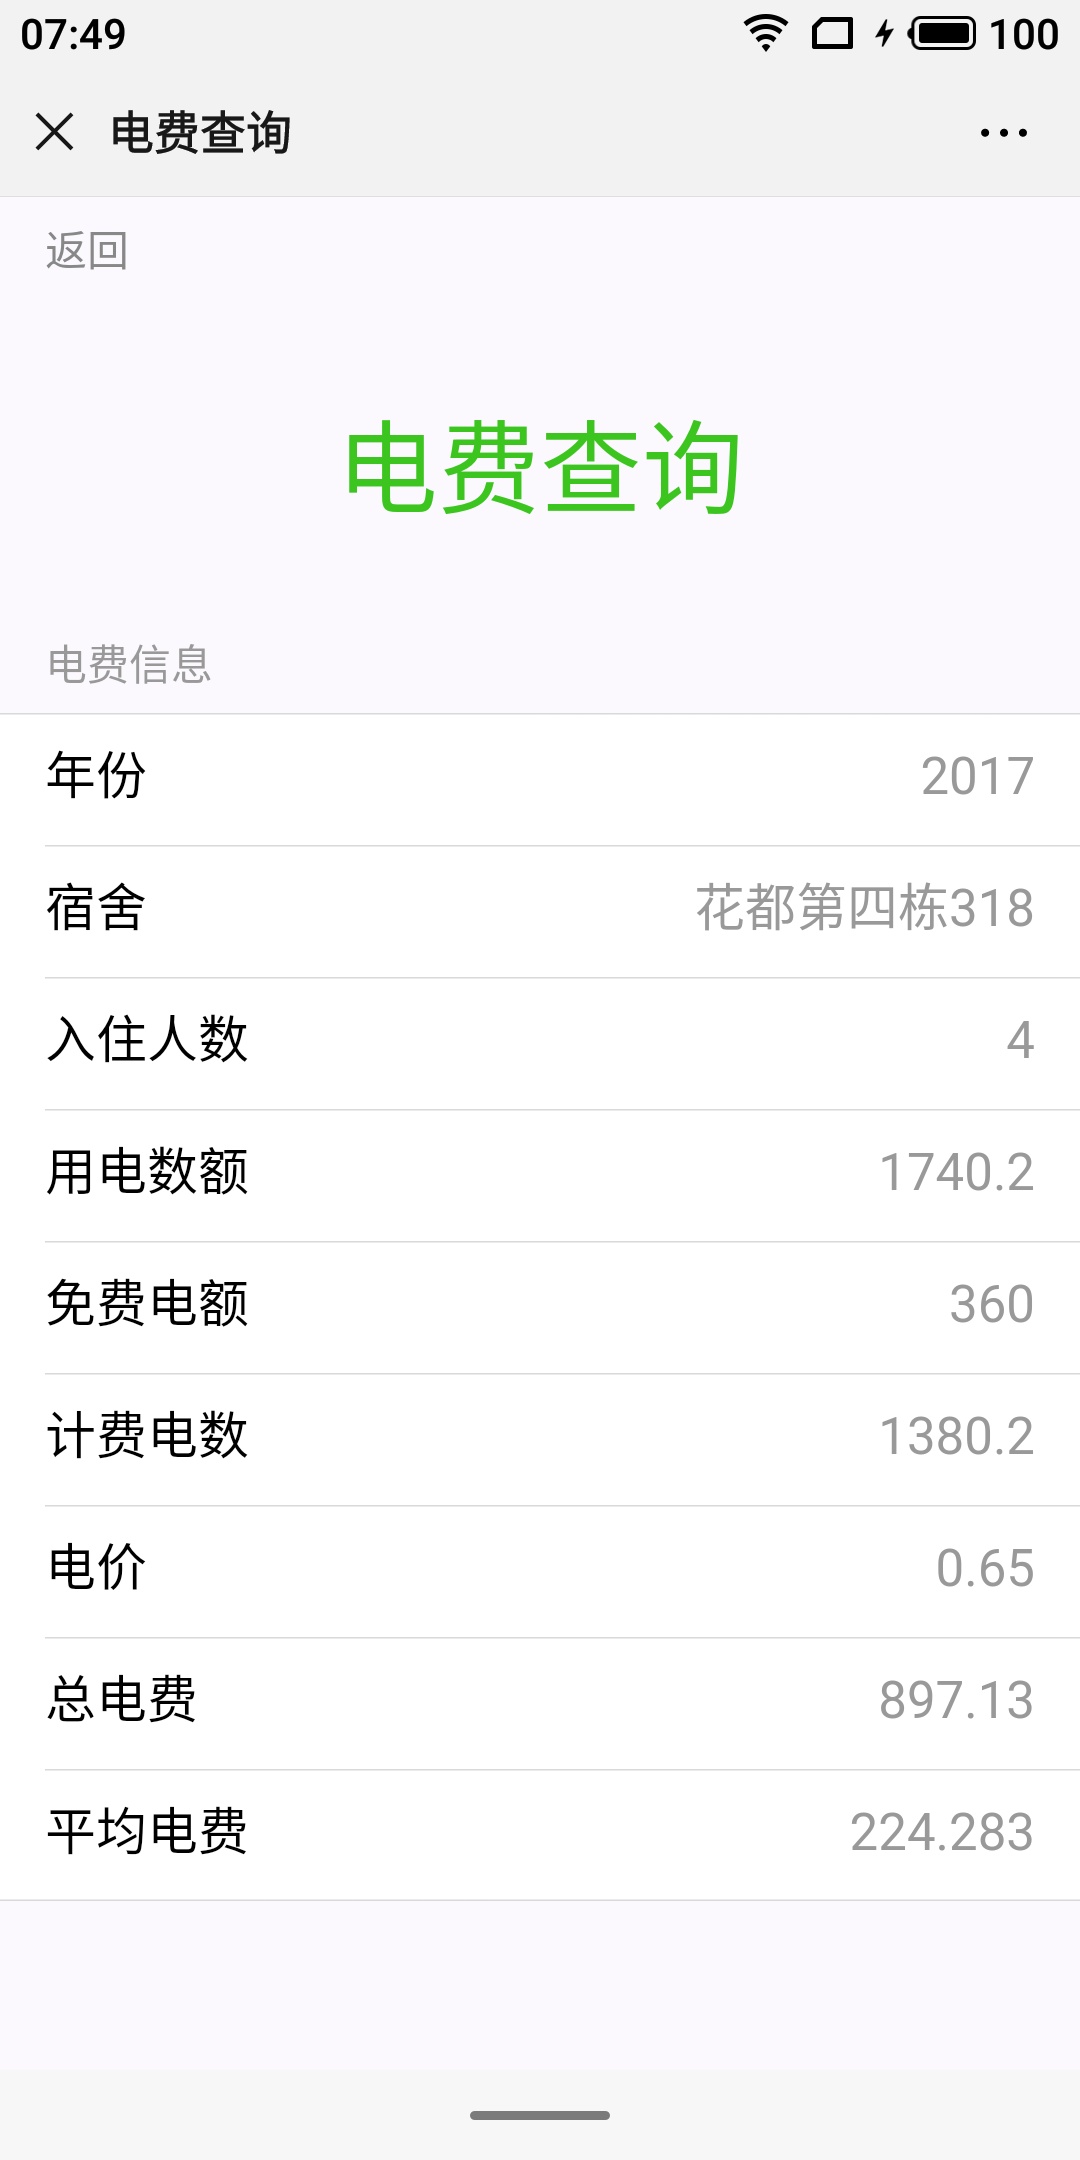 07:49 100
电费查询
返回
电费查询
电费信息
年份 2017
宿舍 花都第四栋318
入住人数 4
用电数额 1740.2
免费电额 360
计费电数 1380.2
电价 0.65
总电费 897.13
平均电费 224.283